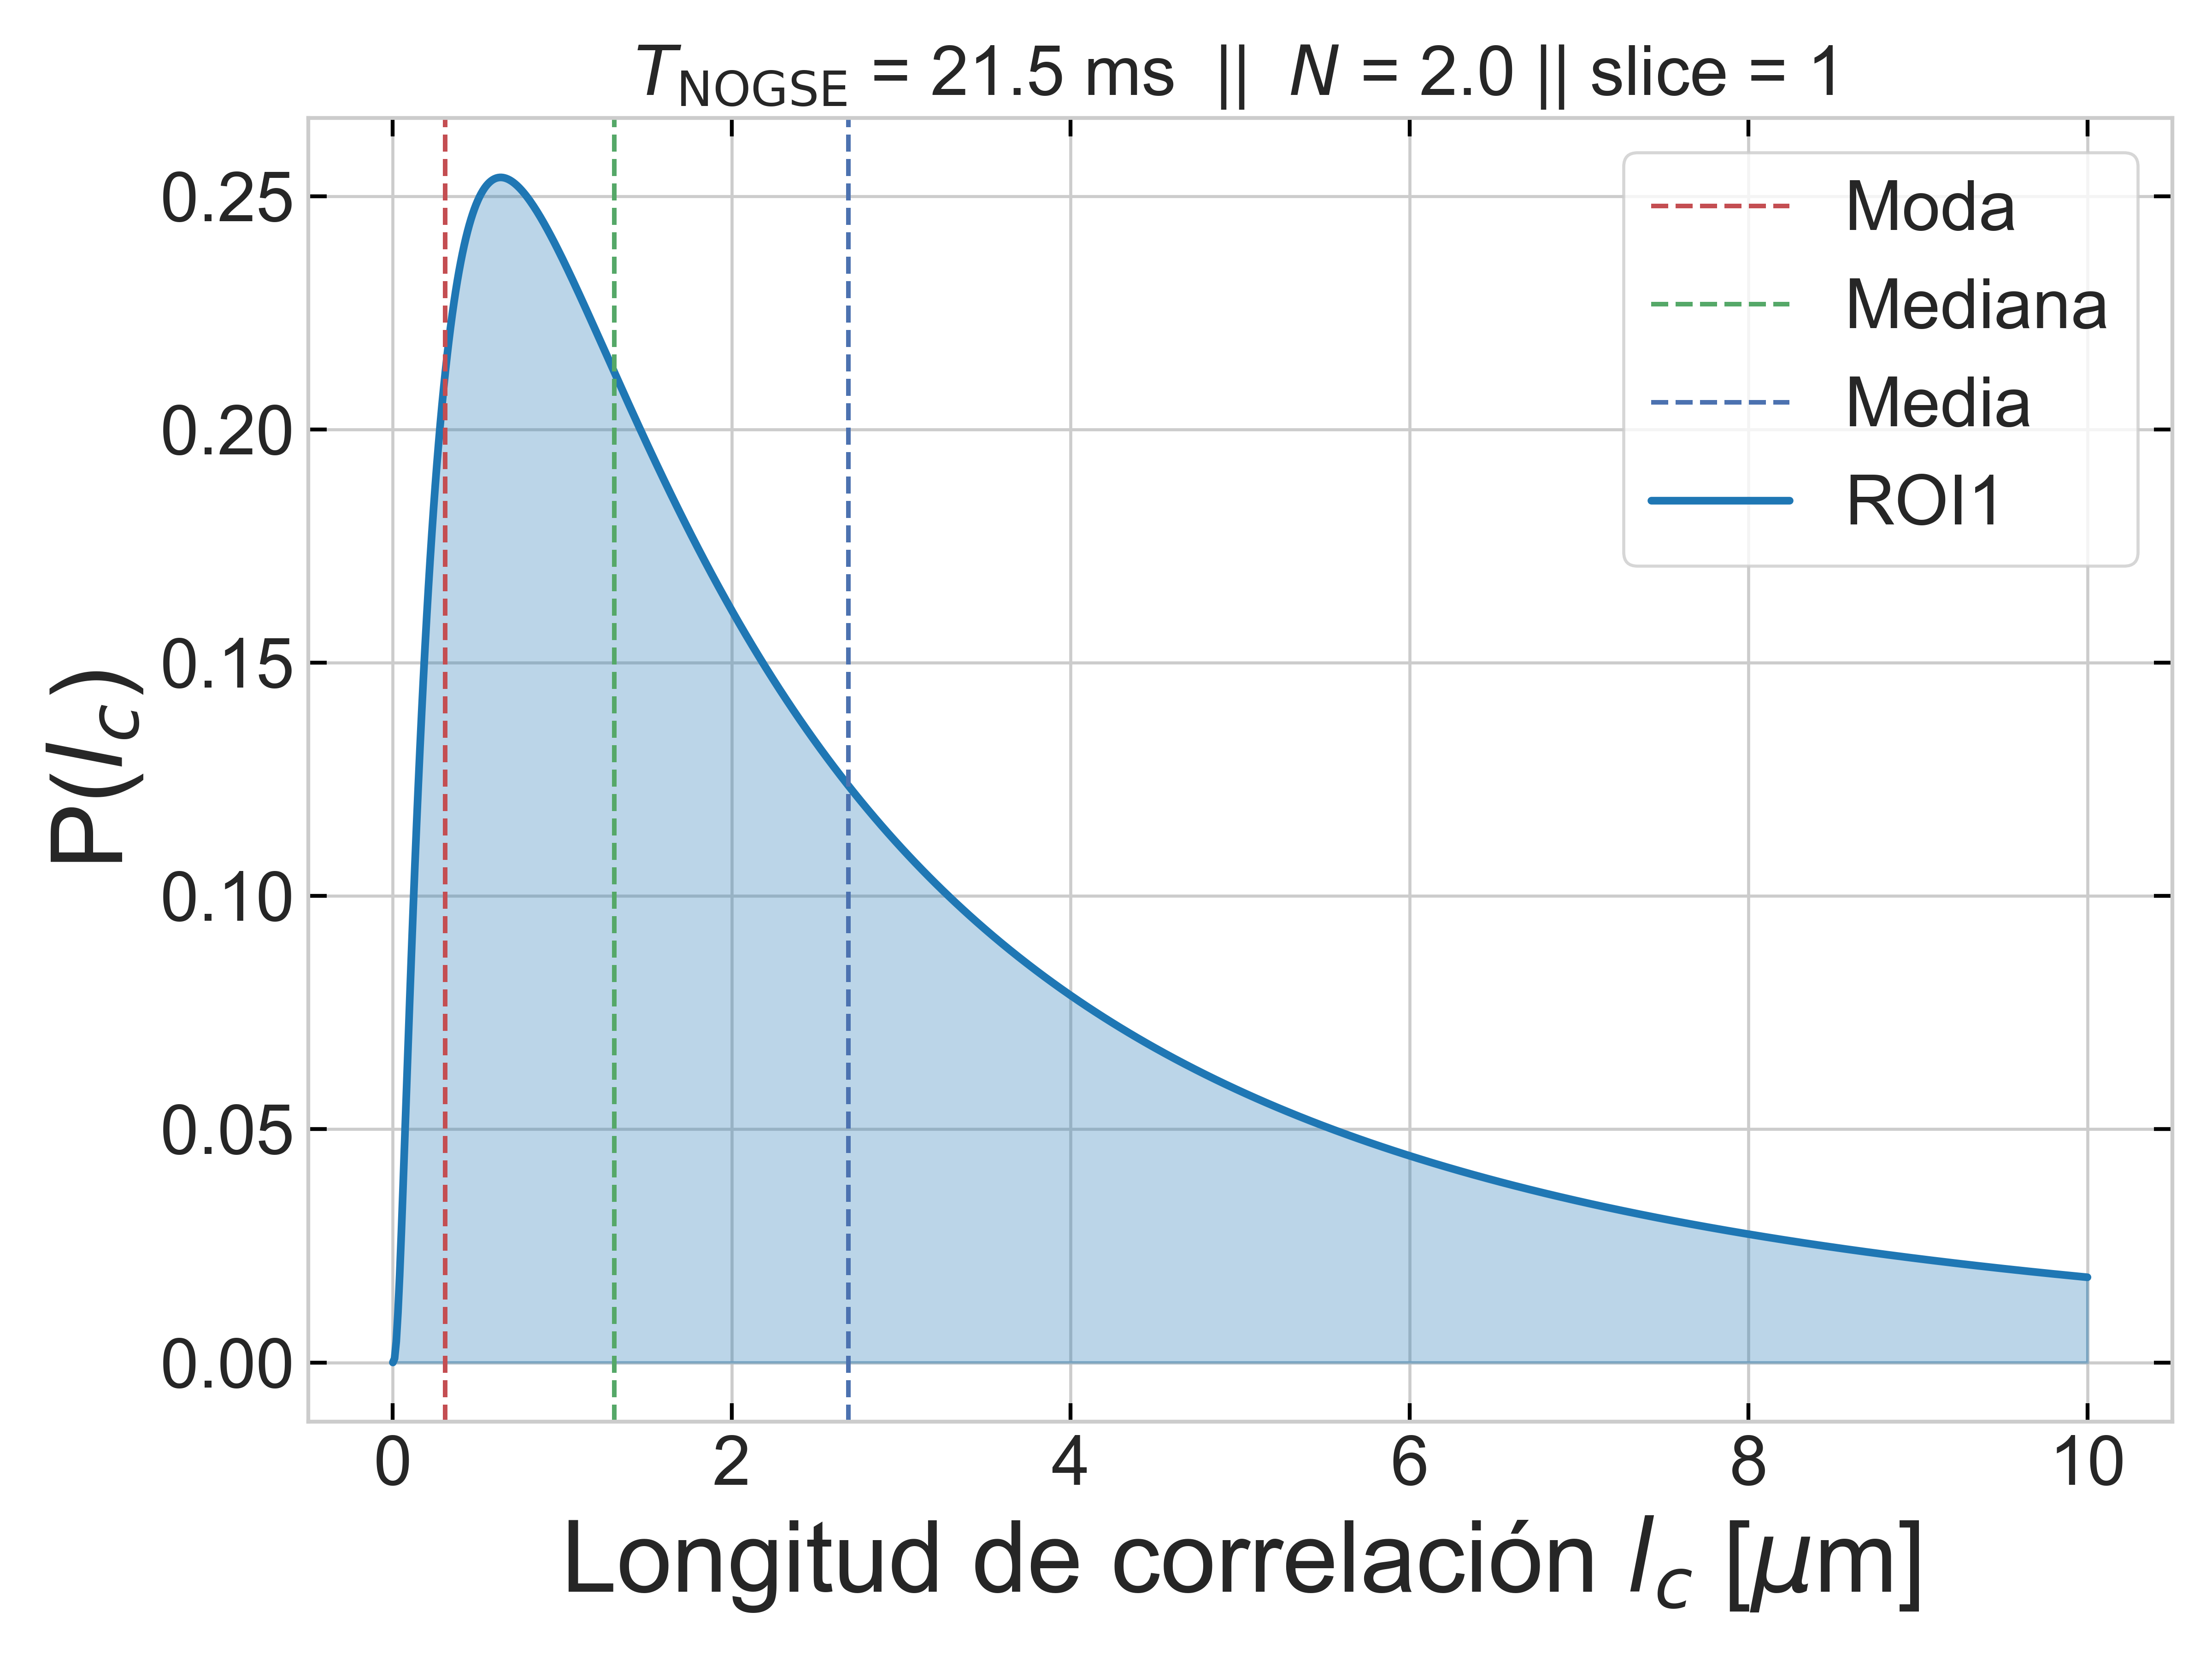 T_NOGSE = 21.5 ms || N = 2.0 || slice = 1
Moda
Mediana
Media
ROI1
P(l_c)
0.25
0.20
0.15
0.10
0.05
0.00
0 2 4 6 8 10
Longitud de correlación l_c [μm]